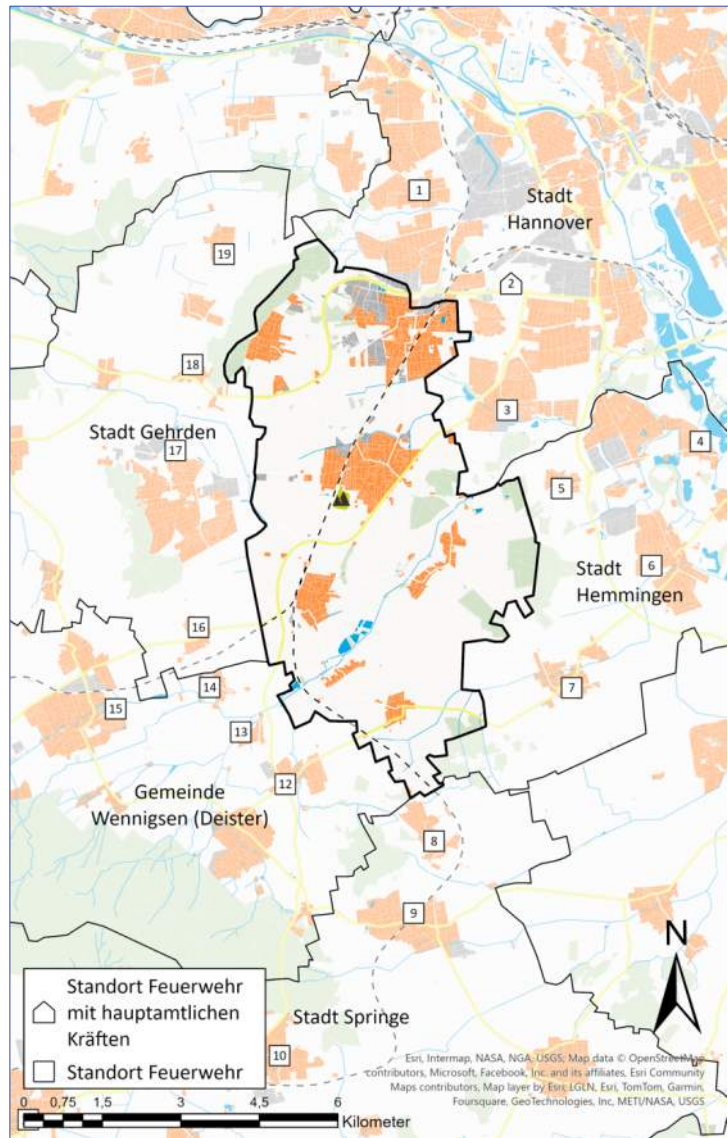 1
Stadt
Hannover
19
2
18
3
Stadt Gehrden
17
4
5
6
Stadt
Hemmingen
16
14
7
15
13
12
Gemeinde
Wennigsen (Deister)
8
9
N
Standort Feuerwehr
mit hauptamtlichen
Kräften
Standort Feuerwehr
Stadt Springe
10
Esri, Intermap, NASA, NGA, USGS; Map data © OpenStreetMap
contributors, Microsoft, Facebook, Inc. and its affiliates, Esri Community
Maps contributors, Map layer by Esri; LGLN, Esri, TomTom, Garmin,
Foursquare, GeoTechnologies, Inc, METI/NASA, USGS
0 0,75 1,5 3 4,5 6
Kilometer